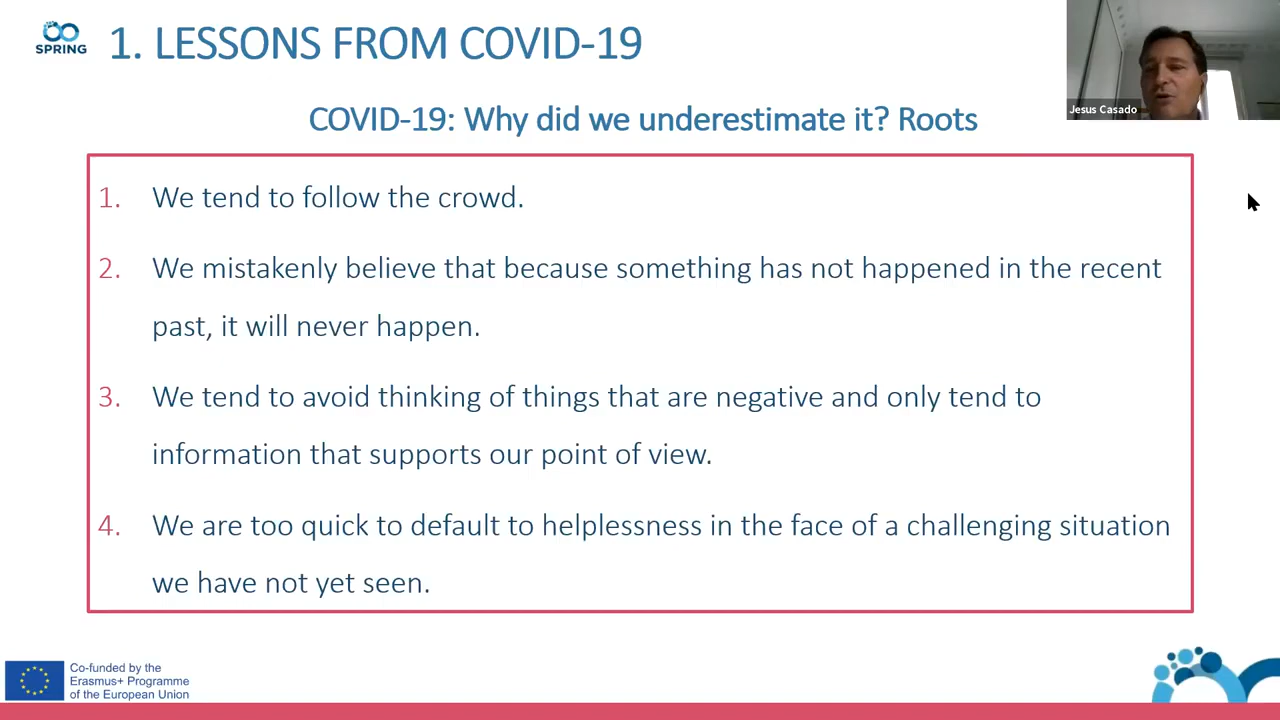 SPRING
1. LESSONS FROM COVID-19
Jesus Casado
COVID-19: Why did we underestimate it? Roots
1. We tend to follow the crowd.
2. We mistakenly believe that because something has not happened in the recent
past, it will never happen.
3. We tend to avoid thinking of things that are negative and only tend to
information that supports our point of view.
4. We are too quick to default to helplessness in the face of a challenging situation
we have not yet seen.
Co-funded by the
Erasmus+ Programme
of the European Union